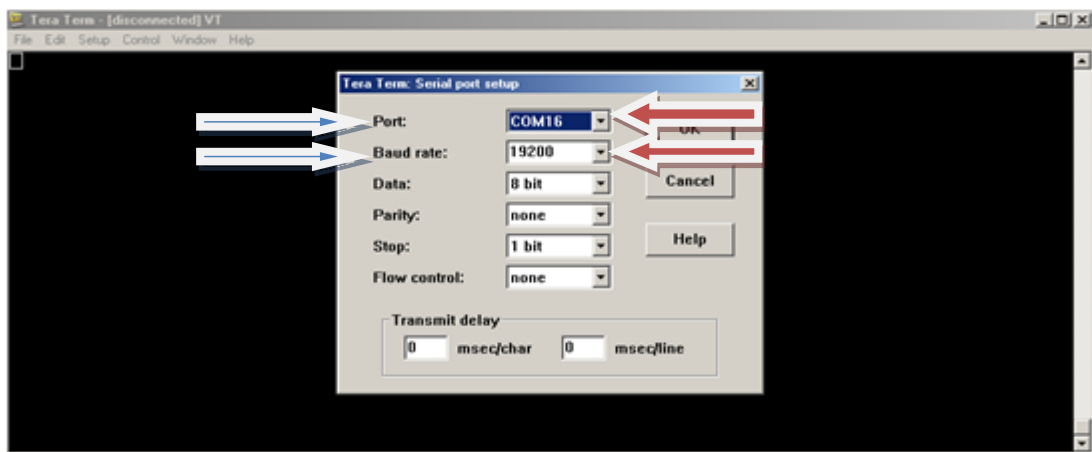 Tera Term - [disconnected] VT
File Edit Setup Control Window Help
Tera Term: Serial port setup
Port: COM16
OK
Baud rate: 19200
Data: 8 bit
Cancel
Parity: none
Stop: 1 bit
Help
Flow control: none
Transmit delay
0 msec/char 0 msec/line